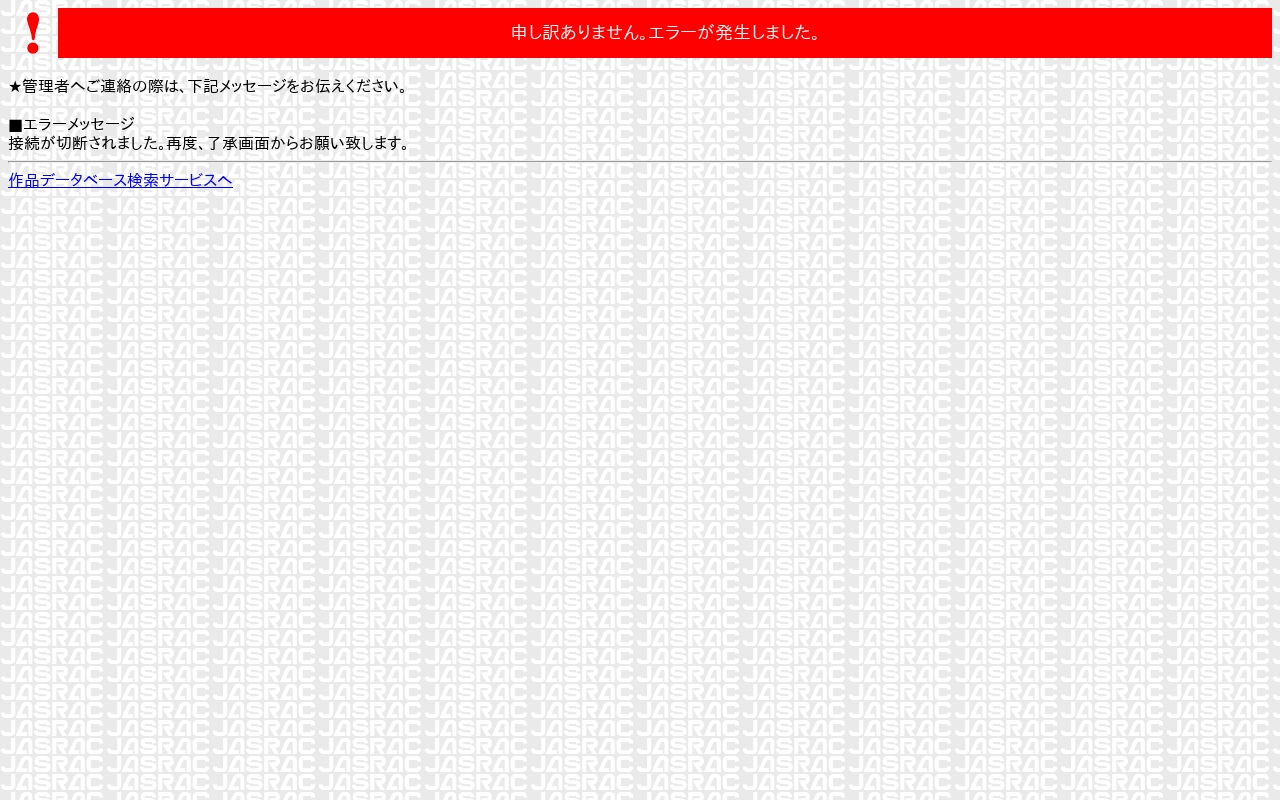 !
申し訳ありません。エラーが発生しました。
★管理者へご連絡の際は、下記メッセージをお伝えください。
■エラーメッセージ
接続が切断されました。再度、了承画面からお願い致します。
作品データベース検索サービスへ
JASRAC